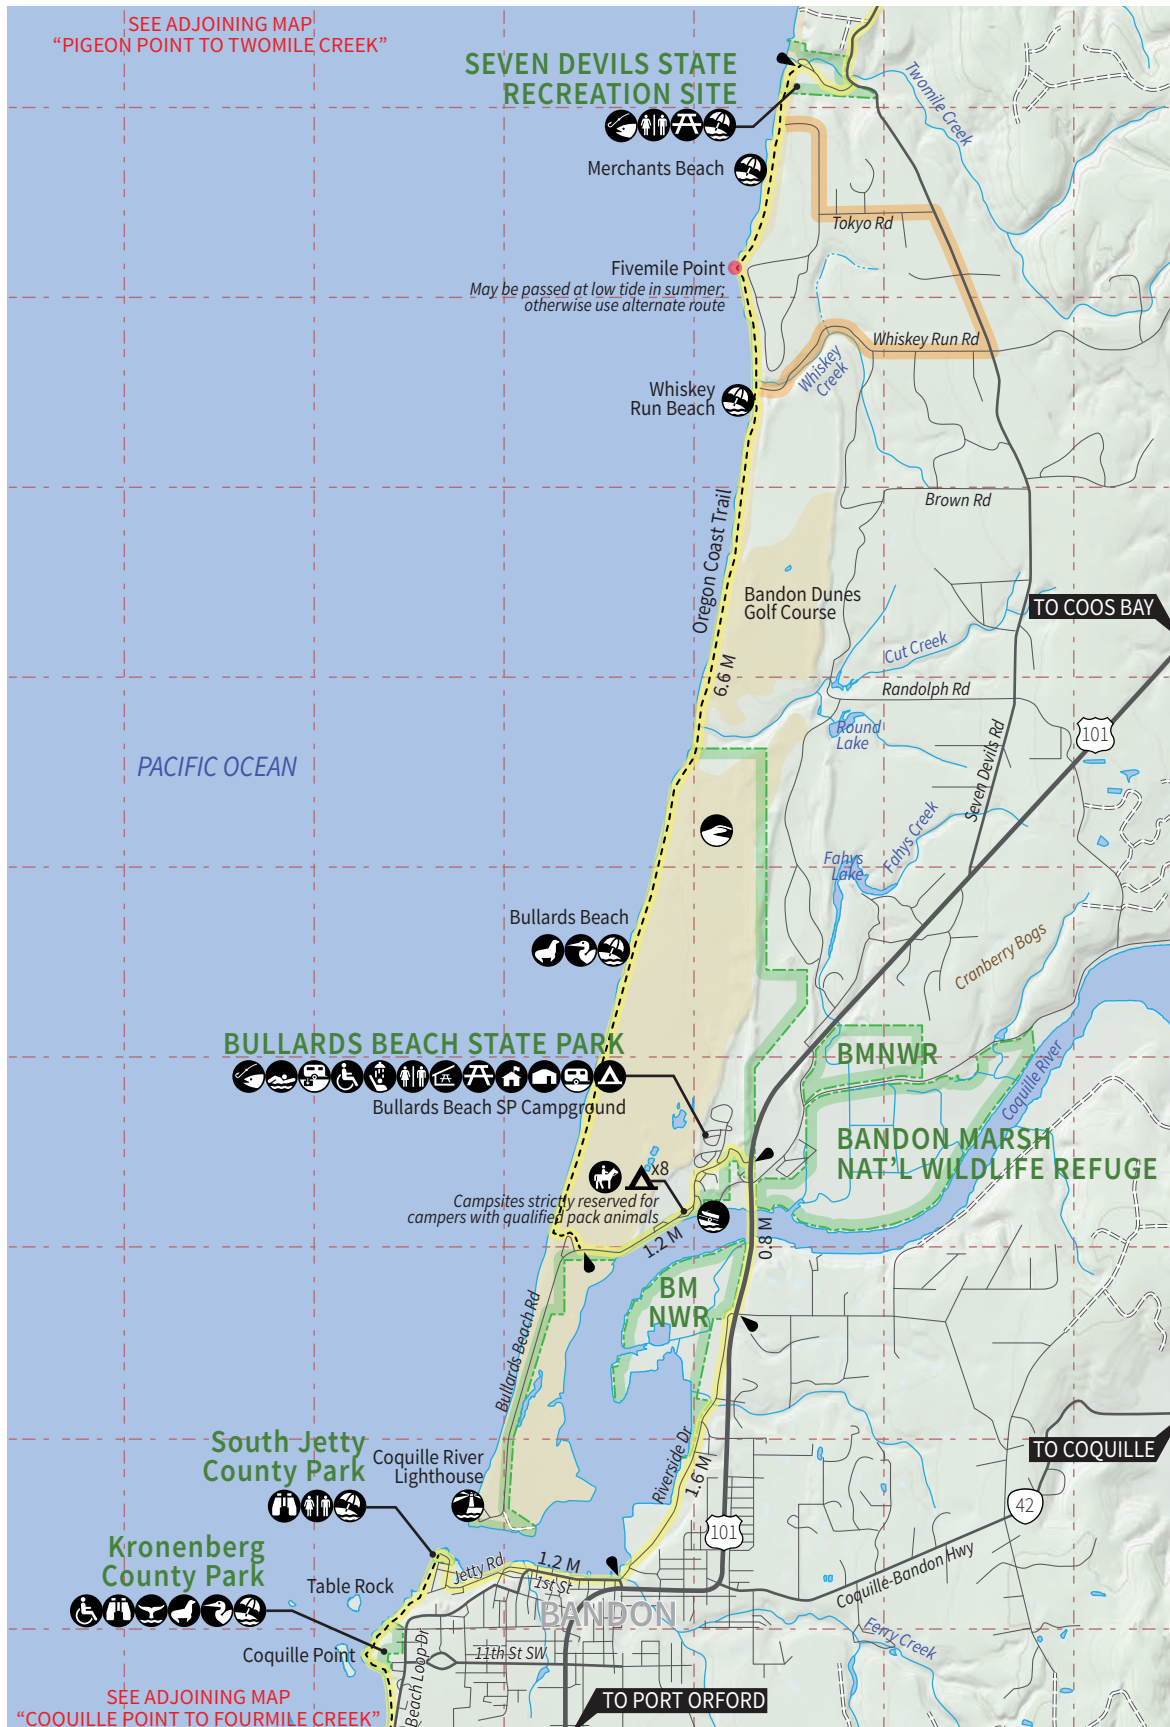 SEE ADJOINING MAP
“PIGEON POINT TO TWOMILE CREEK”
SEVEN DEVILS STATE
RECREATION SITE
Twomile Creek
Merchants Beach
Tokyo Rd
Fivemile Point
May be passed at low tide in summer;
otherwise use alternate route
Whiskey Run Rd
Whiskey
Creek
Whiskey
Run Beach
Brown Rd
Oregon Coast Trail
Bandon Dunes
Golf Course
TO COOS BAY
Cut Creek
6.6 M
Randolph Rd
Round
Lake
101
PACIFIC OCEAN
Seven Devils Rd
Fahys Creek
Fahys
Lake
Bullards Beach
Cranberry Bogs
BULLARDS BEACH STATE PARK
BMNWR
Coquille River
Bullards Beach SP Campground
BANDON MARSH
NAT’L WILDLIFE REFUGE
x8
Campsites strictly reserved for
campers with qualified pack animals
1.2 M
0.8 M
BM
NWR
Bullards Beach Rd
South Jetty
County Park
Coquille River
Lighthouse
Riverside Dr
1.6 M
TO COQUILLE
42
101
Kronenberg
County Park
Jetty Rd
1.2 M
1st St
Coquille-Bandon Hwy
Table Rock
BANDON
Ferry Creek
Coquille Point
Beach Loop Dr
11th St SW
SEE ADJOINING MAP
“COQUILLE POINT TO FOURMILE CREEK”
TO PORT ORFORD